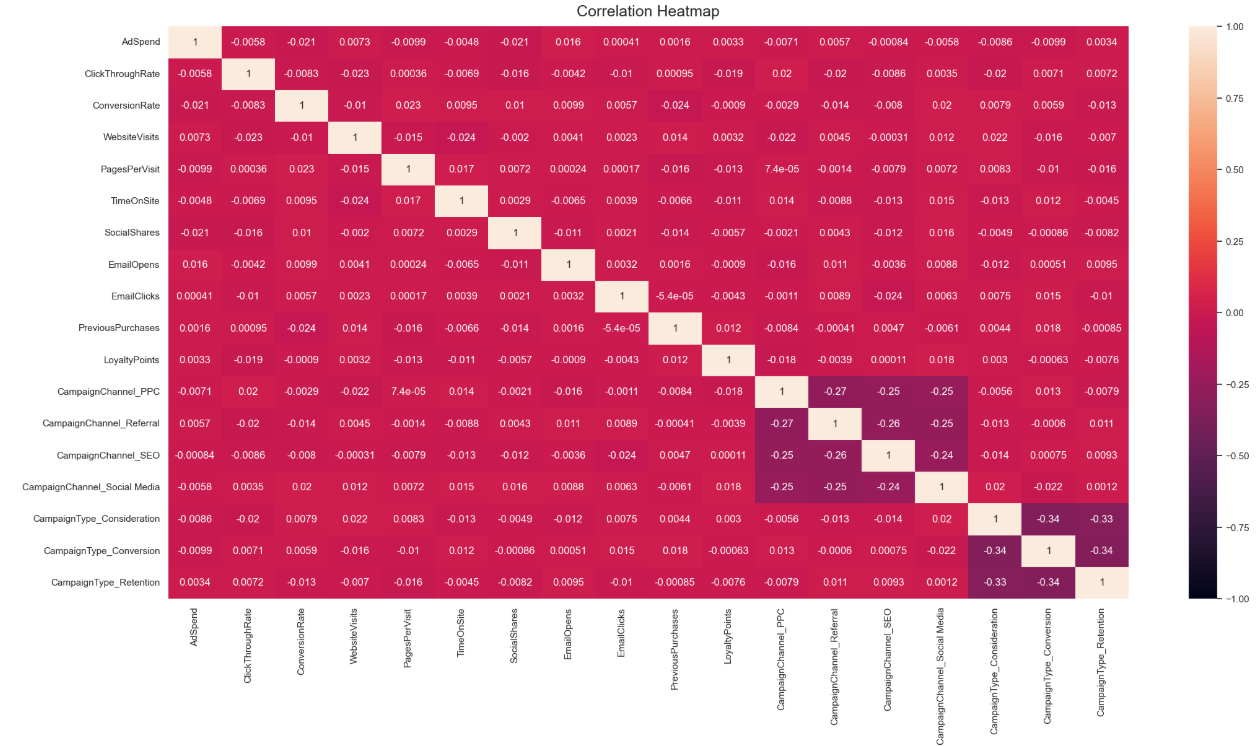 Correlation Heatmap
AdSpend 1 -0.0058 -0.021 0.0073 -0.0099 -0.0048 -0.021 0.016 0.00041 0.0016 0.0033 -0.0071 0.0057 -0.00084 -0.0058 -0.0086 -0.0099 0.0034
ClickThroughRate -0.0058 1 -0.0083 -0.023 0.00036 -0.0069 -0.016 -0.0042 -0.01 0.00095 -0.019 0.02 -0.02 -0.0086 0.0035 -0.02 0.0071 0.0072
ConversionRate -0.021 -0.0083 1 -0.01 0.023 0.0095 0.01 0.0099 0.0057 -0.024 -0.0009 -0.0029 -0.014 -0.008 0.02 0.0079 0.0059 -0.013
WebsiteVisits 0.0073 -0.023 -0.01 1 -0.015 -0.024 -0.002 0.0041 0.0023 0.014 0.0032 -0.022 0.0045 -0.00031 0.012 0.022 -0.016 -0.007
PagesPerVisit -0.0099 0.00036 0.023 -0.015 1 0.017 0.0072 0.00024 0.00017 -0.016 -0.013 7.4e-05 -0.0014 -0.0079 0.0072 0.0083 -0.01 -0.016
TimeOnSite -0.0048 -0.0069 0.0095 -0.024 0.017 1 0.0029 -0.0065 0.0039 -0.0066 -0.011 0.014 -0.0088 -0.013 0.015 -0.013 0.012 -0.0045
SocialShares -0.021 -0.016 0.01 -0.002 0.0072 0.0029 1 -0.011 0.0021 -0.014 -0.0057 -0.0021 0.0043 -0.012 0.016 -0.0049 -0.00086 -0.0082
EmailOpens 0.016 -0.0042 0.0099 0.0041 0.00024 -0.0065 -0.011 1 0.0032 0.0016 -0.0009 -0.016 0.011 -0.0036 0.0088 -0.012 0.00051 0.0095
EmailClicks 0.00041 -0.01 0.0057 0.0023 0.00017 0.0039 0.0021 0.0032 1 -5.4e-05 -0.0043 -0.0011 0.0089 -0.024 0.0063 0.0075 0.015 -0.01
PreviousPurchases 0.0016 0.00095 -0.024 0.014 -0.016 -0.0066 -0.014 0.0016 -5.4e-05 1 0.012 -0.0084 -0.00041 0.0047 -0.0061 0.0044 0.018 -0.00085
LoyaltyPoints 0.0033 -0.019 -0.0009 0.0032 -0.013 -0.011 -0.0057 -0.0009 -0.0043 0.012 1 -0.018 -0.0039 0.00011 0.018 0.003 -0.00063 -0.0076
CampaignChannel_PPC -0.0071 0.02 -0.0029 -0.022 7.4e-05 0.014 -0.0021 -0.016 -0.0011 -0.0084 -0.018 1 -0.27 -0.25 -0.25 -0.0056 0.013 -0.0079
CampaignChannel_Referral 0.0057 -0.02 -0.014 0.0045 -0.0014 -0.0088 0.0043 0.011 0.0089 -0.00041 -0.0039 -0.27 1 -0.26 -0.25 -0.013 -0.0006 0.011
CampaignChannel_SEO -0.00084 -0.0086 -0.008 -0.00031 -0.0079 -0.013 -0.012 -0.0036 -0.024 0.0047 0.00011 -0.25 -0.26 1 -0.24 -0.014 0.00075 0.0093
CampaignChannel_Social Media -0.0058 0.0035 0.02 0.012 0.0072 0.015 0.016 0.0088 0.0063 -0.0061 0.018 -0.25 -0.25 -0.24 1 0.02 -0.022 0.0012
CampaignType_Consideration -0.0086 -0.02 0.0079 0.022 0.0083 -0.013 -0.0049 -0.012 0.0075 0.0044 0.003 -0.0056 -0.013 -0.014 0.02 1 -0.34 -0.33
CampaignType_Conversion -0.0099 0.0071 0.0059 -0.016 -0.01 0.012 -0.00086 0.00051 0.015 0.018 -0.00063 0.013 -0.0006 0.00075 -0.022 -0.34 1 -0.34
CampaignType_Retention 0.0034 0.0072 -0.013 -0.007 -0.016 -0.0045 -0.0082 0.0095 -0.01 -0.00085 -0.0076 -0.0079 0.011 0.0093 0.0012 -0.33 -0.34 1
AdSpend
ClickThroughRate
ConversionRate
WebsiteVisits
PagesPerVisit
TimeOnSite
SocialShares
EmailOpens
EmailClicks
PreviousPurchases
LoyaltyPoints
CampaignChannel_PPC
CampaignChannel_Referral
CampaignChannel_SEO
CampaignChannel_Social Media
CampaignType_Consideration
CampaignType_Conversion
CampaignType_Retention
1.00
0.75
0.50
0.25
0.00
−0.25
−0.50
−0.75
−1.00